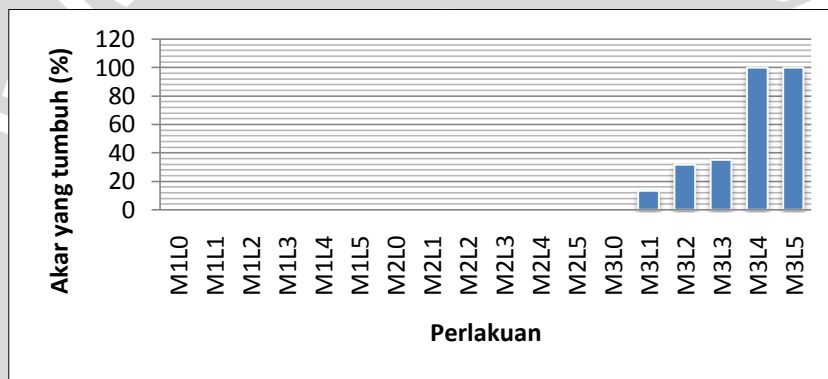 Akar yang tumbuh (%)
120
100
80
60
40
20
0
M1L0
M1L1
M1L2
M1L3
M1L4
M1L5
M2L0
M2L1
M2L2
M2L3
M2L4
M2L5
M3L0
M3L1
M3L2
M3L3
M3L4
M3L5
Perlakuan